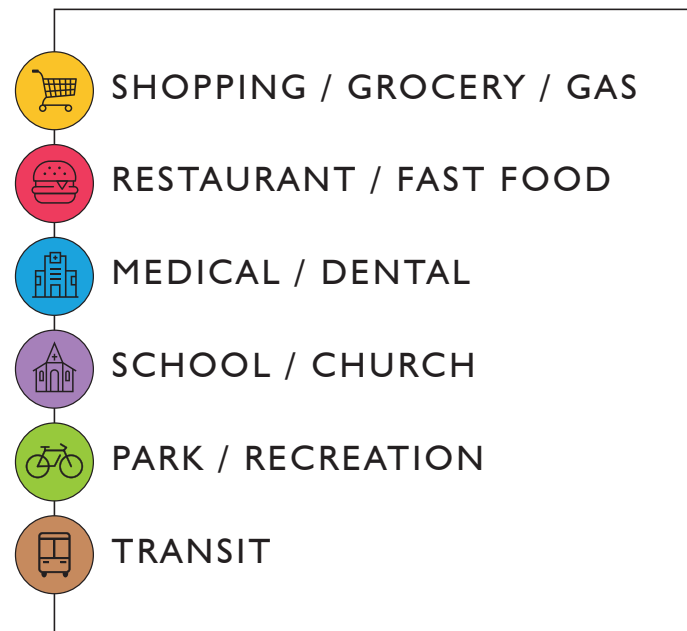 SHOPPING / GROCERY / GAS
RESTAURANT / FAST FOOD
MEDICAL / DENTAL
SCHOOL / CHURCH
PARK / RECREATION
TRANSIT